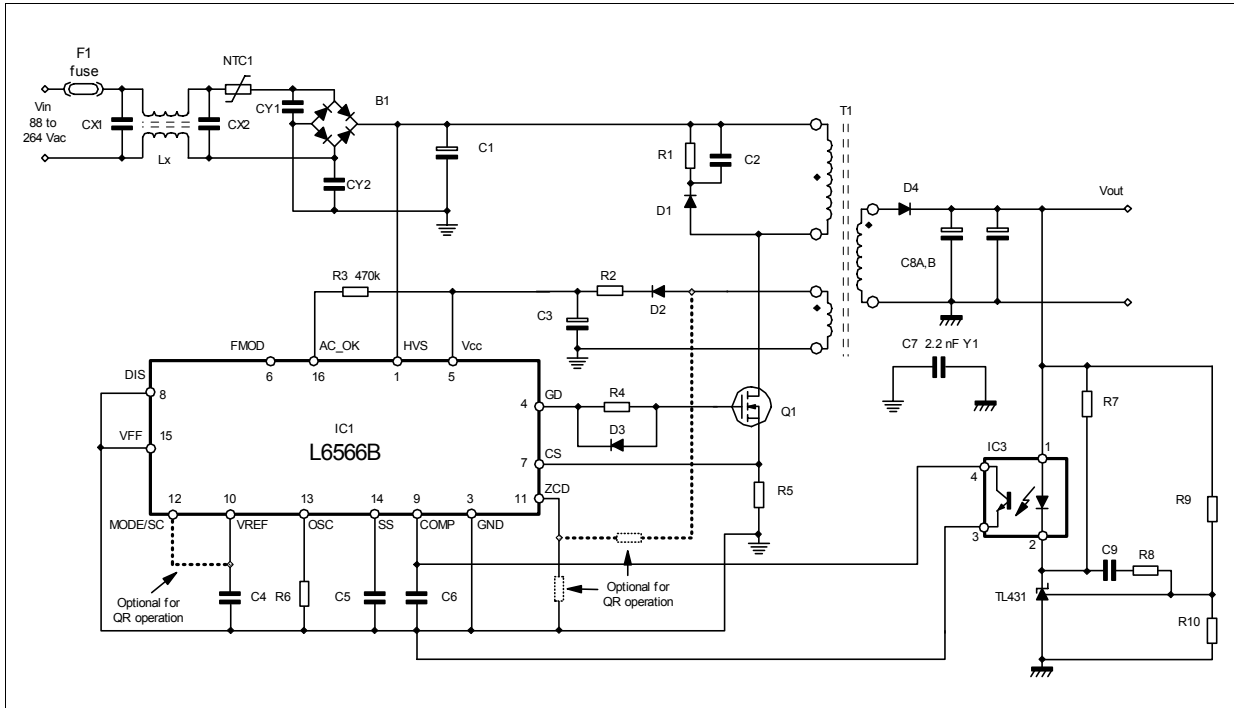 F1
fuse
NTC1
Vin
88 to
264 Vac
CX1
Lx
CX2
CY1
B1
CY2
C1
R1
C2
D1
T1
D4
Vout
C8A,B
R3 470k
R2
D2
C3
C7 2.2 nF Y1
FMOD
AC_OK
HVS
Vcc
6
16
1
5
DIS
8
VFF
15
IC1
L6566B
4
GD
R4
D3
Q1
7
CS
11
ZCD
R5
12
10
13
14
9
3
MODE/SC
VREF
OSC
SS
COMP
GND
Optional for
QR operation
C4
R6
C5
C6
Optional for
QR operation
IC3
1
4
3
2
R7
R9
C9
R8
TL431
R10